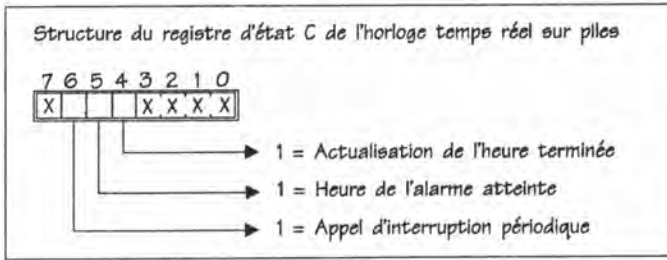 Structure du registre d'état C de l'horloge temps réel sur piles
7 6 5 4 3 2 1 0
X X X X X
1 = Actualisation de l'heure terminée
1 = Heure de l'alarme atteinte
1 = Appel d'interruption périodique